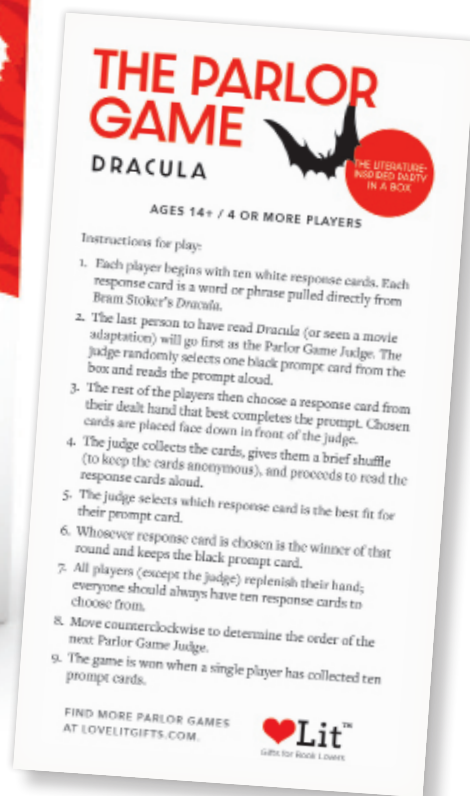 THE PARLOR
GAME
DRACULA
THE LITERATURE-
INSPIRED PARTY
IN A BOX
AGES 14+ / 4 OR MORE PLAYERS
Instructions for play:
1. Each player begins with ten white response cards. Each
response card is a word or phrase pulled directly from
Bram Stoker's Dracula.
2. The last person to have read Dracula (or seen a movie
adaptation) will go first as the Parlor Game Judge. The
judge randomly selects one black prompt card from the
box and reads the prompt aloud.
3. The rest of the players then choose a response card from
their dealt hand that best completes the prompt. Chosen
cards are placed face down in front of the judge.
4. The judge collects the cards, gives them a brief shuffle
(to keep the cards anonymous), and proceeds to read the
response cards aloud.
5. The judge selects which response card is the best fit for
their prompt card.
6. Whosever response card is chosen is the winner of that
round and keeps the black prompt card.
7. All players (except the judge) replenish their hand;
everyone should always have ten response cards to
choose from.
8. Move counterclockwise to determine the order of the
next Parlor Game Judge.
9. The game is won when a single player has collected ten
prompt cards.
FIND MORE PARLOR GAMES
AT LOVELITGIFTS.COM.
Lit™
Gifts for Book Lovers